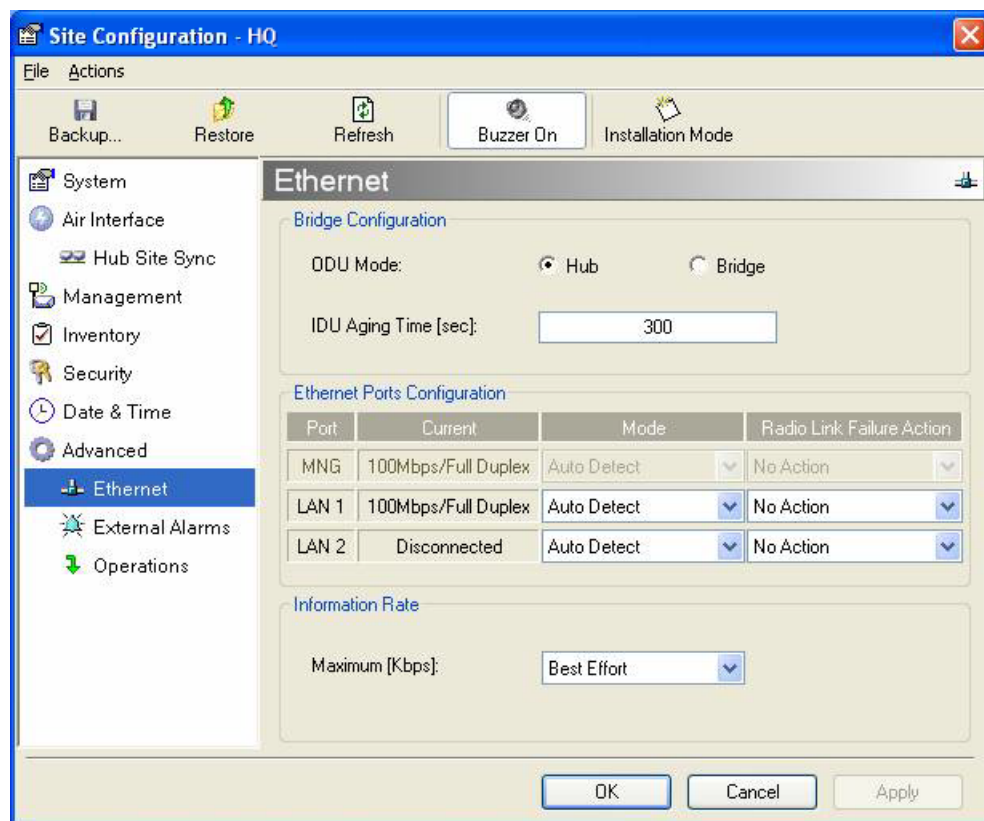 Site Configuration - HQ
File Actions
Backup... Restore Refresh Buzzer On Installation Mode
System
Air Interface
Hub Site Sync
Management
Inventory
Security
Date & Time
Advanced
Ethernet
External Alarms
Operations
Ethernet
Bridge Configuration
ODU Mode: Hub Bridge
IDU Aging Time [sec]: 300
Ethernet Ports Configuration
Port Current Mode Radio Link Failure Action
MNG 100Mbps/Full Duplex Auto Detect No Action
LAN 1 100Mbps/Full Duplex Auto Detect No Action
LAN 2 Disconnected Auto Detect No Action
Information Rate
Maximum [Kbps]: Best Effort
OK Cancel Apply